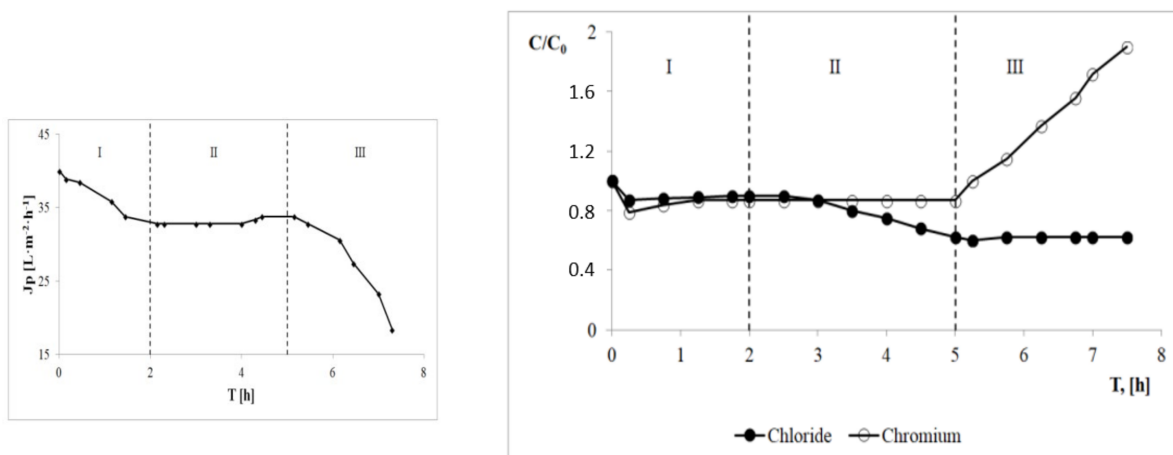 45
35
25
15
Jp [L·m⁻²·h⁻¹]
I II III
0 2 4 6 8
T [h]
C/C₀
2
1.6
1.2
0.8
0.4
0
I II III
0 1 2 3 4 5 6 7 8
T, [h]
Chloride Chromium